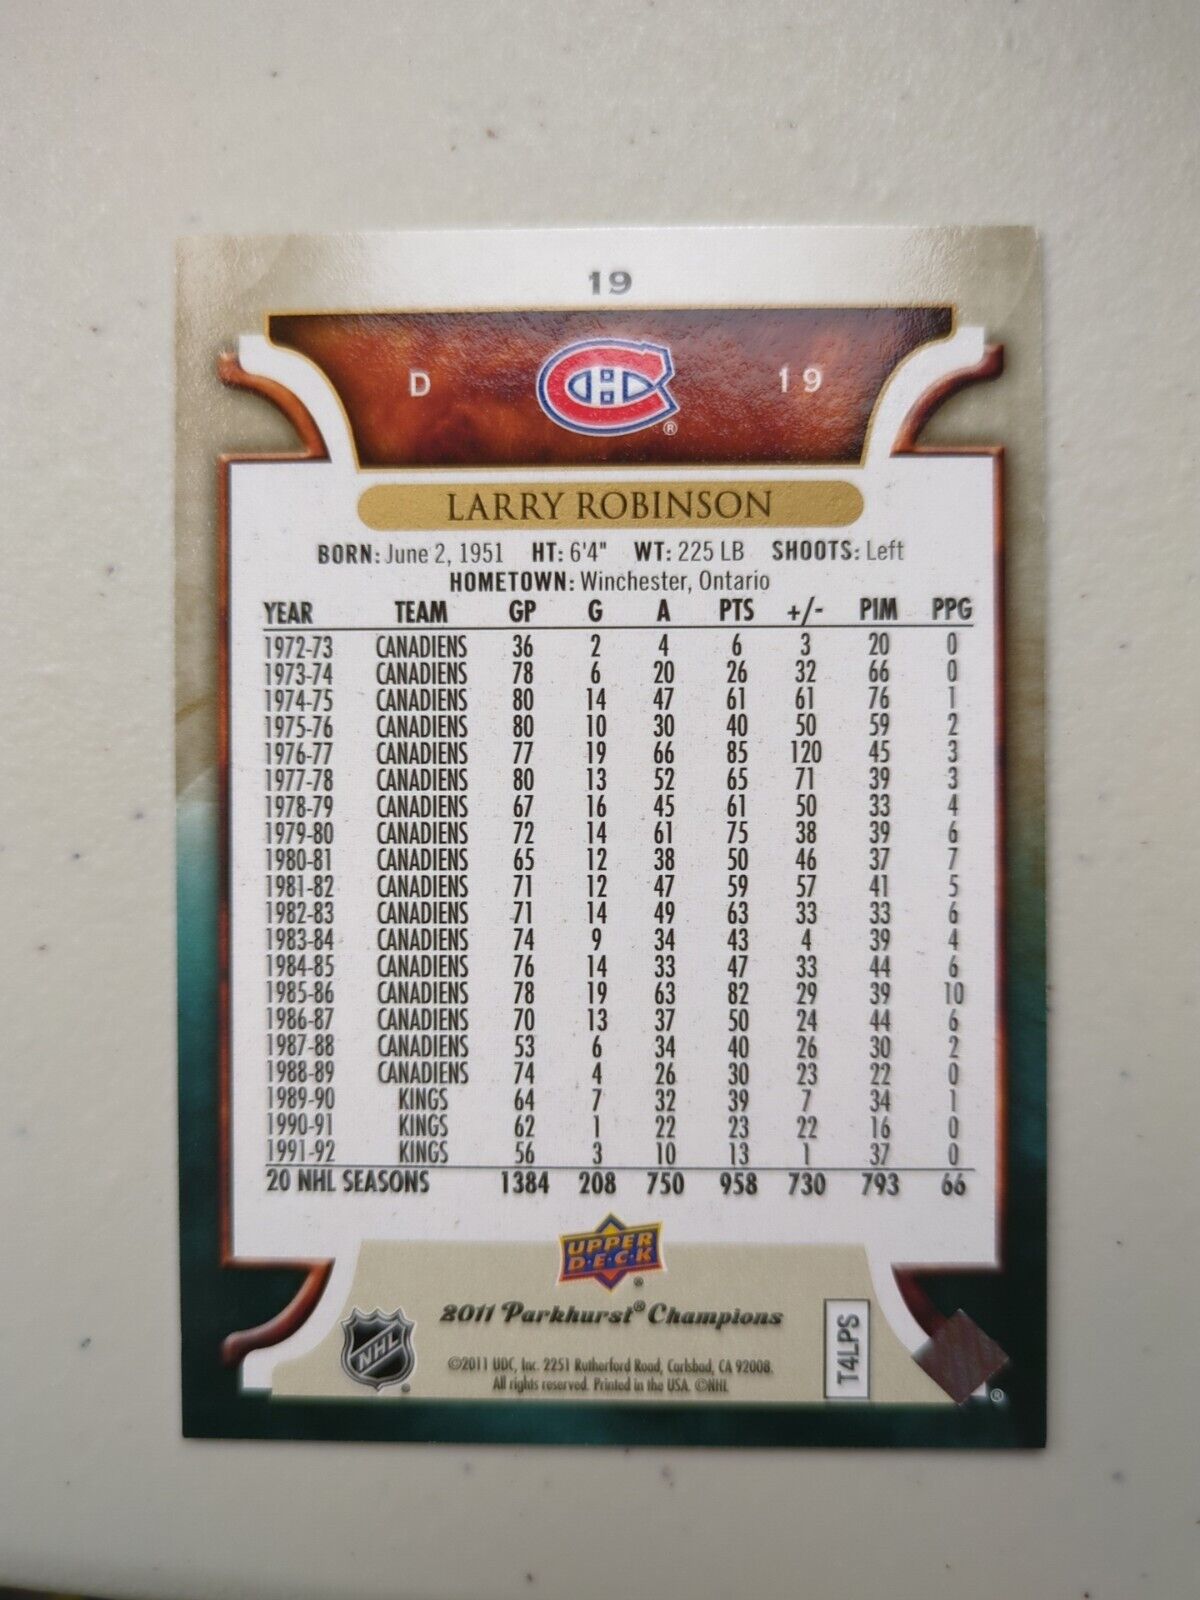 19
D 19
LARRY ROBINSON
BORN: June 2, 1951 HT: 6'4" WT: 225 LB SHOOTS: Left
HOMETOWN: Winchester, Ontario
YEAR TEAM GP G A PTS +/- PIM PPG
1972-73 CANADIENS 36 2 4 6 3 20 0
1973-74 CANADIENS 78 6 20 26 32 66 0
1974-75 CANADIENS 80 14 47 61 61 76 1
1975-76 CANADIENS 80 10 30 40 50 59 2
1976-77 CANADIENS 77 19 66 85 120 45 3
1977-78 CANADIENS 80 13 52 65 71 39 3
1978-79 CANADIENS 67 16 45 61 50 33 4
1979-80 CANADIENS 72 14 61 75 38 39 6
1980-81 CANADIENS 65 12 38 50 46 37 7
1981-82 CANADIENS 71 12 47 59 57 41 5
1982-83 CANADIENS 71 14 49 63 33 33 6
1983-84 CANADIENS 74 9 34 43 4 39 4
1984-85 CANADIENS 76 14 33 47 33 44 6
1985-86 CANADIENS 78 19 63 82 29 39 10
1986-87 CANADIENS 70 13 37 50 24 44 6
1987-88 CANADIENS 53 6 34 40 26 30 2
1988-89 CANADIENS 74 4 26 30 23 22 0
1989-90 KINGS 64 7 32 39 7 34 1
1990-91 KINGS 62 1 22 23 22 16 0
1991-92 KINGS 56 3 10 13 1 37 0
20 NHL SEASONS 1384 208 750 958 730 793 66
UPPER
DECK®
2011 Parkhurst® Champions
NHL®
©2011 UDC, Inc. 2251 Rutherford Road, Carlsbad, CA 92008.
All rights reserved. Printed in the USA. ©NHL
T4LPS